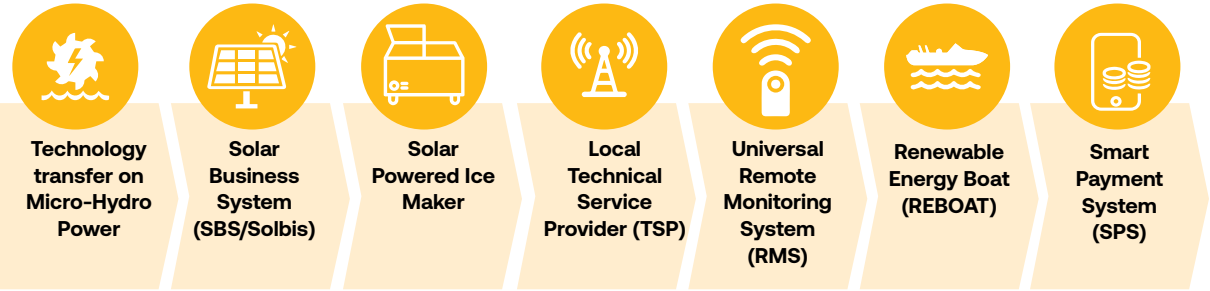 Technology
transfer on
Micro-Hydro
Power
Solar
Business
System
(SBS/Solbis)
Solar
Powered Ice
Maker
Local
Technical
Service
Provider (TSP)
Universal
Remote
Monitoring
System
(RMS)
Renewable
Energy Boat
(REBOAT)
Smart
Payment
System
(SPS)